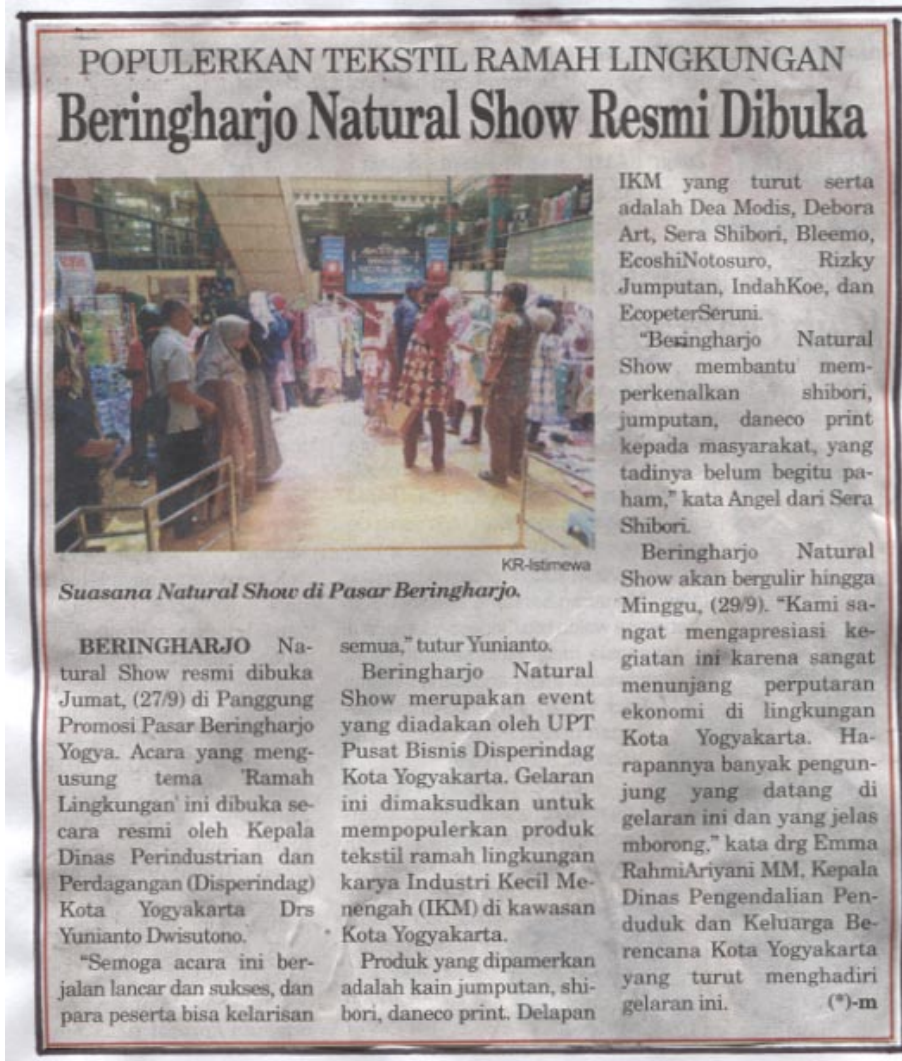 POPULERKAN TEKSTIL RAMAH LINGKUNGAN
Beringharjo Natural Show Resmi Dibuka
KR-Istimewa
Suasana Natural Show di Pasar Beringharjo.
BERINGHARJO Na-
tural Show resmi dibuka
Jumat, (27/9) di Panggung
Promosi Pasar Beringharjo
Yogya. Acara yang meng-
usung tema 'Ramah
Lingkungan' ini dibuka se-
cara resmi oleh Kepala
Dinas Perindustrian dan
Perdagangan (Disperindag)
Kota Yogyakarta Drs
Yunianto Dwisutono.
"Semoga acara ini ber-
jalan lancar dan sukses, dan
para peserta bisa kelarisan
semua," tutur Yunianto.
Beringharjo Natural
Show merupakan event
yang diadakan oleh UPT
Pusat Bisnis Disperindag
Kota Yogyakarta. Gelaran
ini dimaksudkan untuk
mempopulerkan produk
tekstil ramah lingkungan
karya Industri Kecil Me-
nengah (IKM) di kawasan
Kota Yogyakarta.
Produk yang dipamerkan
adalah kain jumputan, shi-
bori, daneco print. Delapan
IKM yang turut serta
adalah Dea Modis, Debora
Art, Sera Shibori, Bleemo,
EcoshiNotosuro, Rizky
Jumputan, IndahKoe, dan
EcopeterSeruni.
"Beringharjo Natural
Show membantu mem-
perkenalkan shibori,
jumputan, daneco print
kepada masyarakat, yang
tadinya belum begitu pa-
ham," kata Angel dari Sera
Shibori.
Beringharjo Natural
Show akan bergulir hingga
Minggu, (29/9). "Kami sa-
ngat mengapresiasi ke-
giatan ini karena sangat
menunjang perputaran
ekonomi di lingkungan
Kota Yogyakarta. Ha-
rapannya banyak pengun-
jung yang datang di
gelaran ini dan yang jelas
mborong," kata drg Emma
RahmiAriyani MM, Kepala
Dinas Pengendalian Pen-
duduk dan Keluarga Be-
rencana Kota Yogyakarta
yang turut menghadiri
gelaran ini. (*)-m